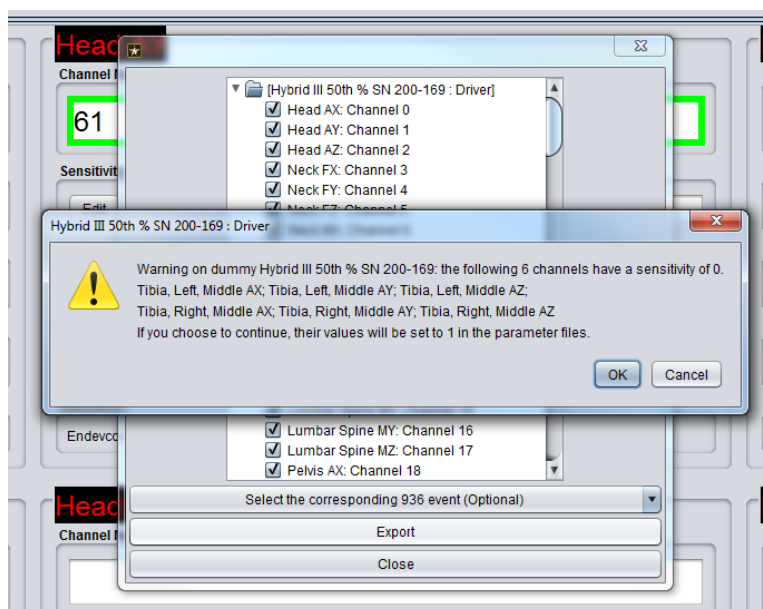 Head
Channel
[Hybrid III 50th % SN 200-169 : Driver]
Head AX: Channel 0
61
Head AY: Channel 1
Head AZ: Channel 2
Neck FX: Channel 3
Sensitivit
Neck FY: Channel 4
Edit
Neck FZ: Channel 5
Hybrid III 50th % SN 200-169 : Driver
Warning on dummy Hybrid III 50th % SN 200-169: the following 6 channels have a sensitivity of 0.
Tibia, Left, Middle AX; Tibia, Left, Middle AY; Tibia, Left, Middle AZ;
Tibia, Right, Middle AX; Tibia, Right, Middle AY; Tibia, Right, Middle AZ
If you choose to continue, their values will be set to 1 in the parameter files.
OK Cancel
Endevco
Lumbar Spine MY: Channel 16
Lumbar Spine MZ: Channel 17
Pelvis AX: Channel 18
Select the corresponding 936 event (Optional)
Head
Export
Channel
Close